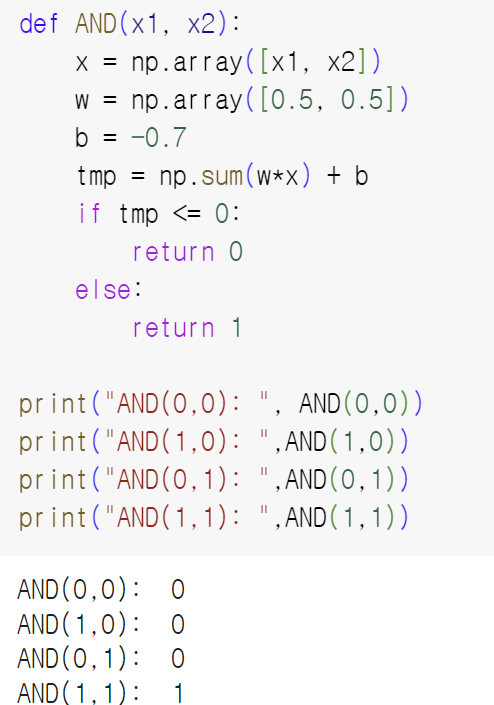 def AND(x1, x2):
    x = np.array([x1, x2])
    w = np.array([0.5, 0.5])
    b = -0.7
    tmp = np.sum(w*x) + b
    if tmp <= 0:
        return 0
    else:
        return 1

print("AND(0,0): ", AND(0,0))
print("AND(1,0): ",AND(1,0))
print("AND(0,1): ",AND(0,1))
print("AND(1,1): ",AND(1,1))

AND(0,0):  0
AND(1,0):  0
AND(0,1):  0
AND(1,1):  1